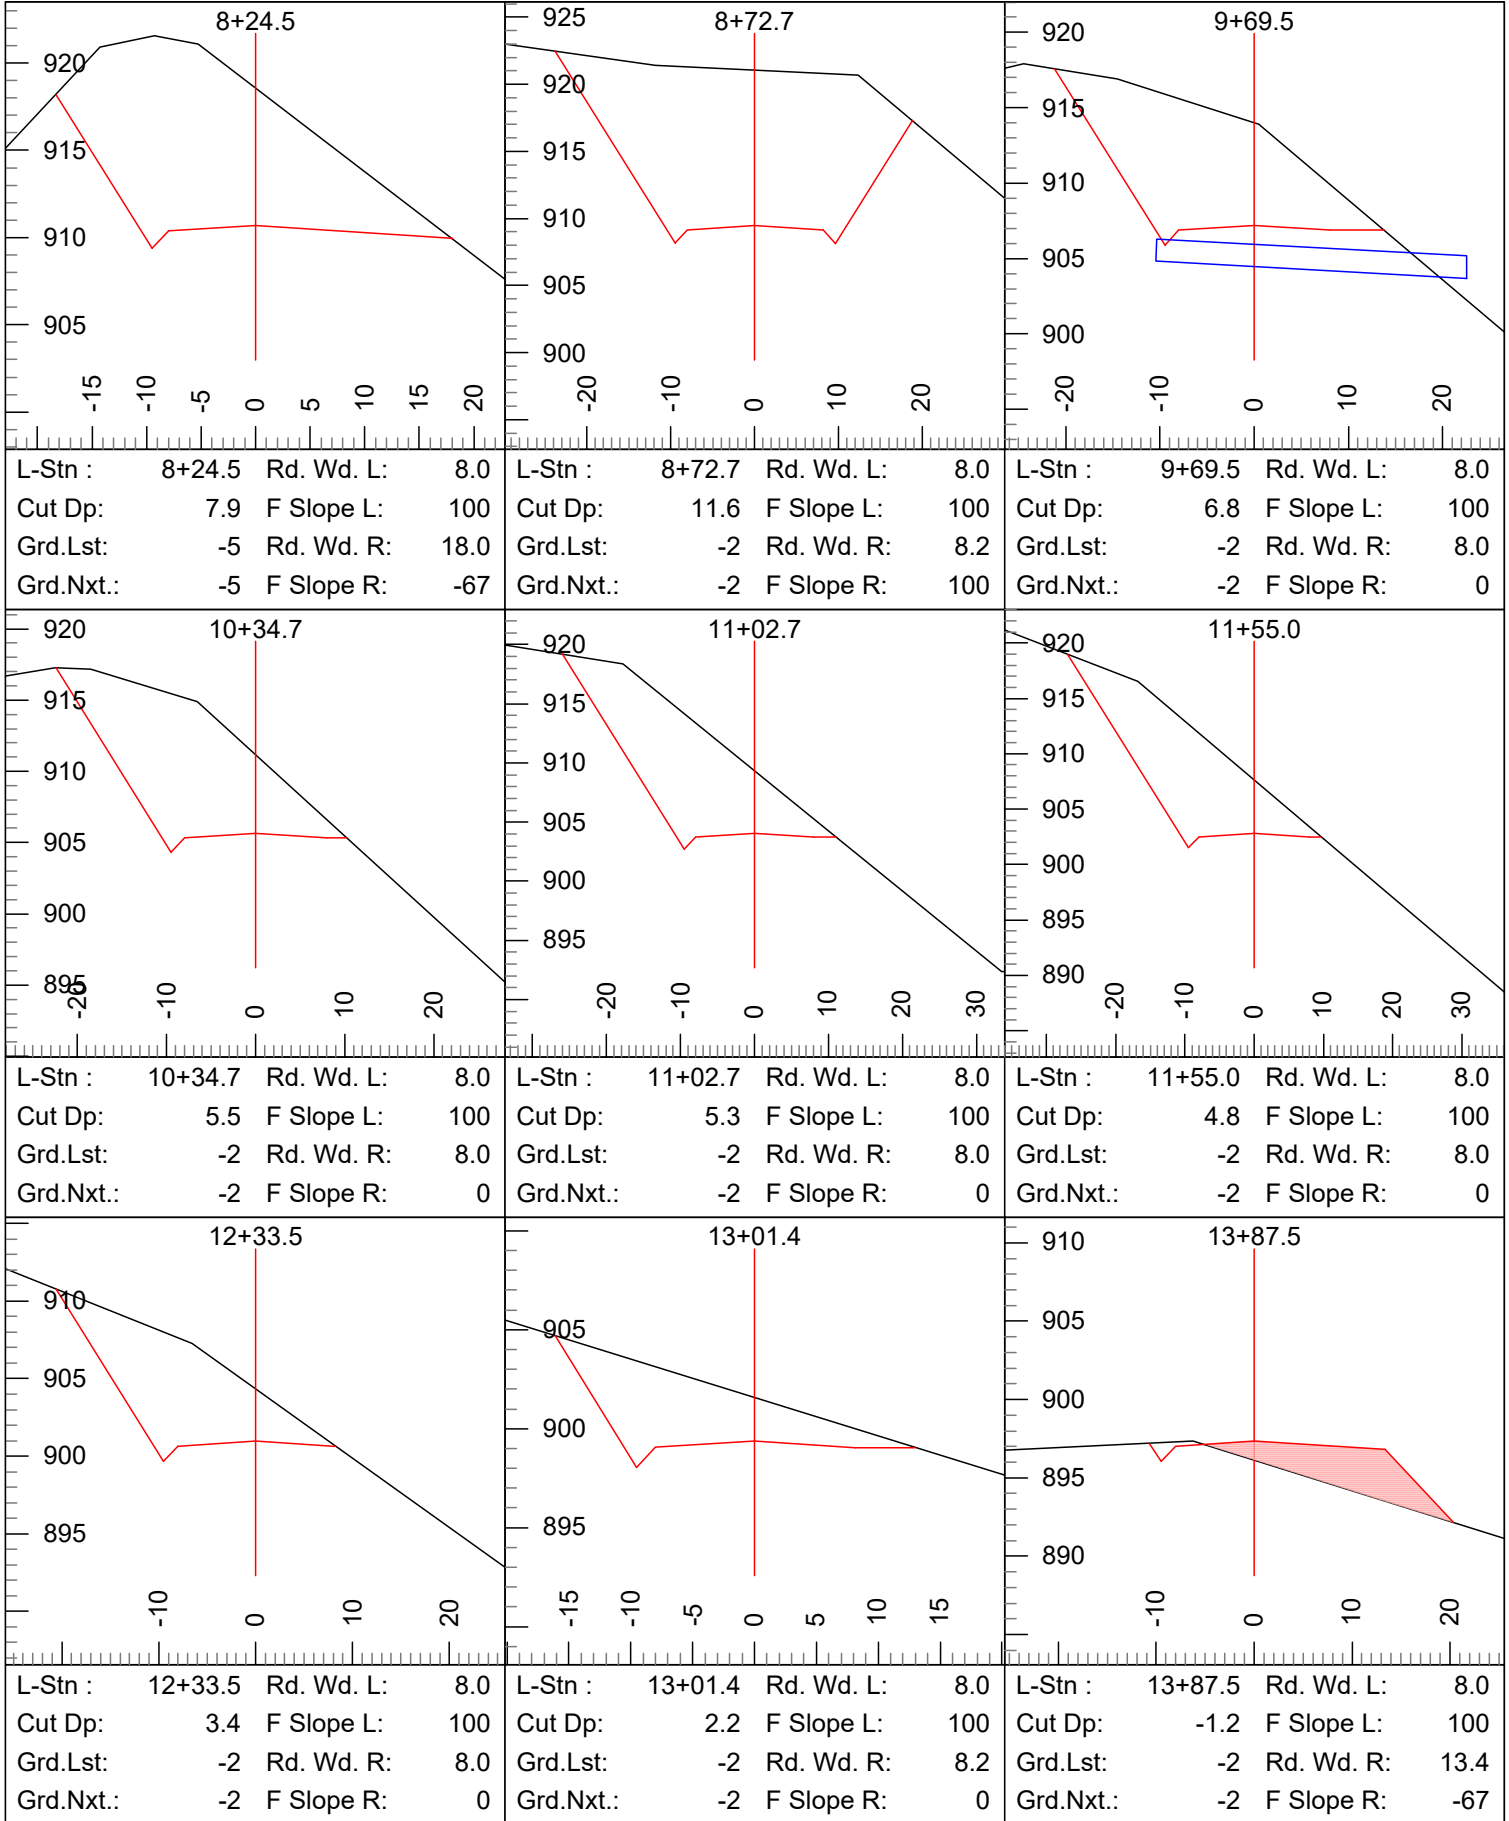 8+24.5
920
915
910
905
-15 -10 -5 0 5 10 15 20
L-Stn : 8+24.5 Rd. Wd. L: 8.0
Cut Dp: 7.9 F Slope L: 100
Grd.Lst: -5 Rd. Wd. R: 18.0
Grd.Nxt.: -5 F Slope R: -67
8+72.7
925
920
915
910
905
900
-20 -10 0 10 20
L-Stn : 8+72.7 Rd. Wd. L: 8.0
Cut Dp: 11.6 F Slope L: 100
Grd.Lst: -2 Rd. Wd. R: 8.2
Grd.Nxt.: -2 F Slope R: 100
9+69.5
920
915
910
905
900
-20 -10 0 10 20
L-Stn : 9+69.5 Rd. Wd. L: 8.0
Cut Dp: 6.8 F Slope L: 100
Grd.Lst: -2 Rd. Wd. R: 8.0
Grd.Nxt.: -2 F Slope R: 0
10+34.7
920
915
910
905
900
895
-20 -10 0 10 20
L-Stn : 10+34.7 Rd. Wd. L: 8.0
Cut Dp: 5.5 F Slope L: 100
Grd.Lst: -2 Rd. Wd. R: 8.0
Grd.Nxt.: -2 F Slope R: 0
11+02.7
920
915
910
905
900
895
-20 -10 0 10 20 30
L-Stn : 11+02.7 Rd. Wd. L: 8.0
Cut Dp: 5.3 F Slope L: 100
Grd.Lst: -2 Rd. Wd. R: 8.0
Grd.Nxt.: -2 F Slope R: 0
11+55.0
920
915
910
905
900
895
890
-20 -10 0 10 20 30
L-Stn : 11+55.0 Rd. Wd. L: 8.0
Cut Dp: 4.8 F Slope L: 100
Grd.Lst: -2 Rd. Wd. R: 8.0
Grd.Nxt.: -2 F Slope R: 0
12+33.5
910
905
900
895
-10 0 10 20
L-Stn : 12+33.5 Rd. Wd. L: 8.0
Cut Dp: 3.4 F Slope L: 100
Grd.Lst: -2 Rd. Wd. R: 8.0
Grd.Nxt.: -2 F Slope R: 0
13+01.4
905
900
895
-15 -10 -5 0 5 10 15
L-Stn : 13+01.4 Rd. Wd. L: 8.0
Cut Dp: 2.2 F Slope L: 100
Grd.Lst: -2 Rd. Wd. R: 8.2
Grd.Nxt.: -2 F Slope R: 0
13+87.5
910
905
900
895
890
-10 0 10 20
L-Stn : 13+87.5 Rd. Wd. L: 8.0
Cut Dp: -1.2 F Slope L: 100
Grd.Lst: -2 Rd. Wd. R: 13.4
Grd.Nxt.: -2 F Slope R: -67